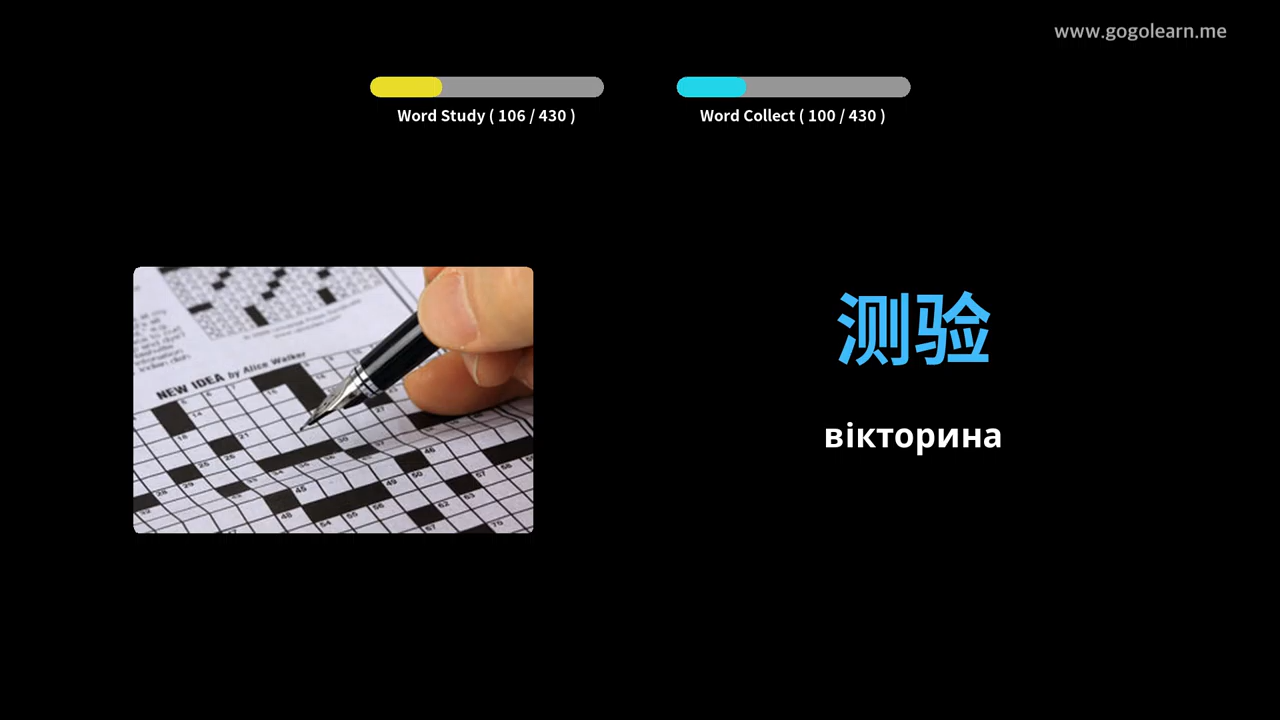 www.gogolearn.me
Word Study ( 106 / 430 )
Word Collect ( 100 / 430 )
NEW IDEA by Alice Walker
测验
вікторина